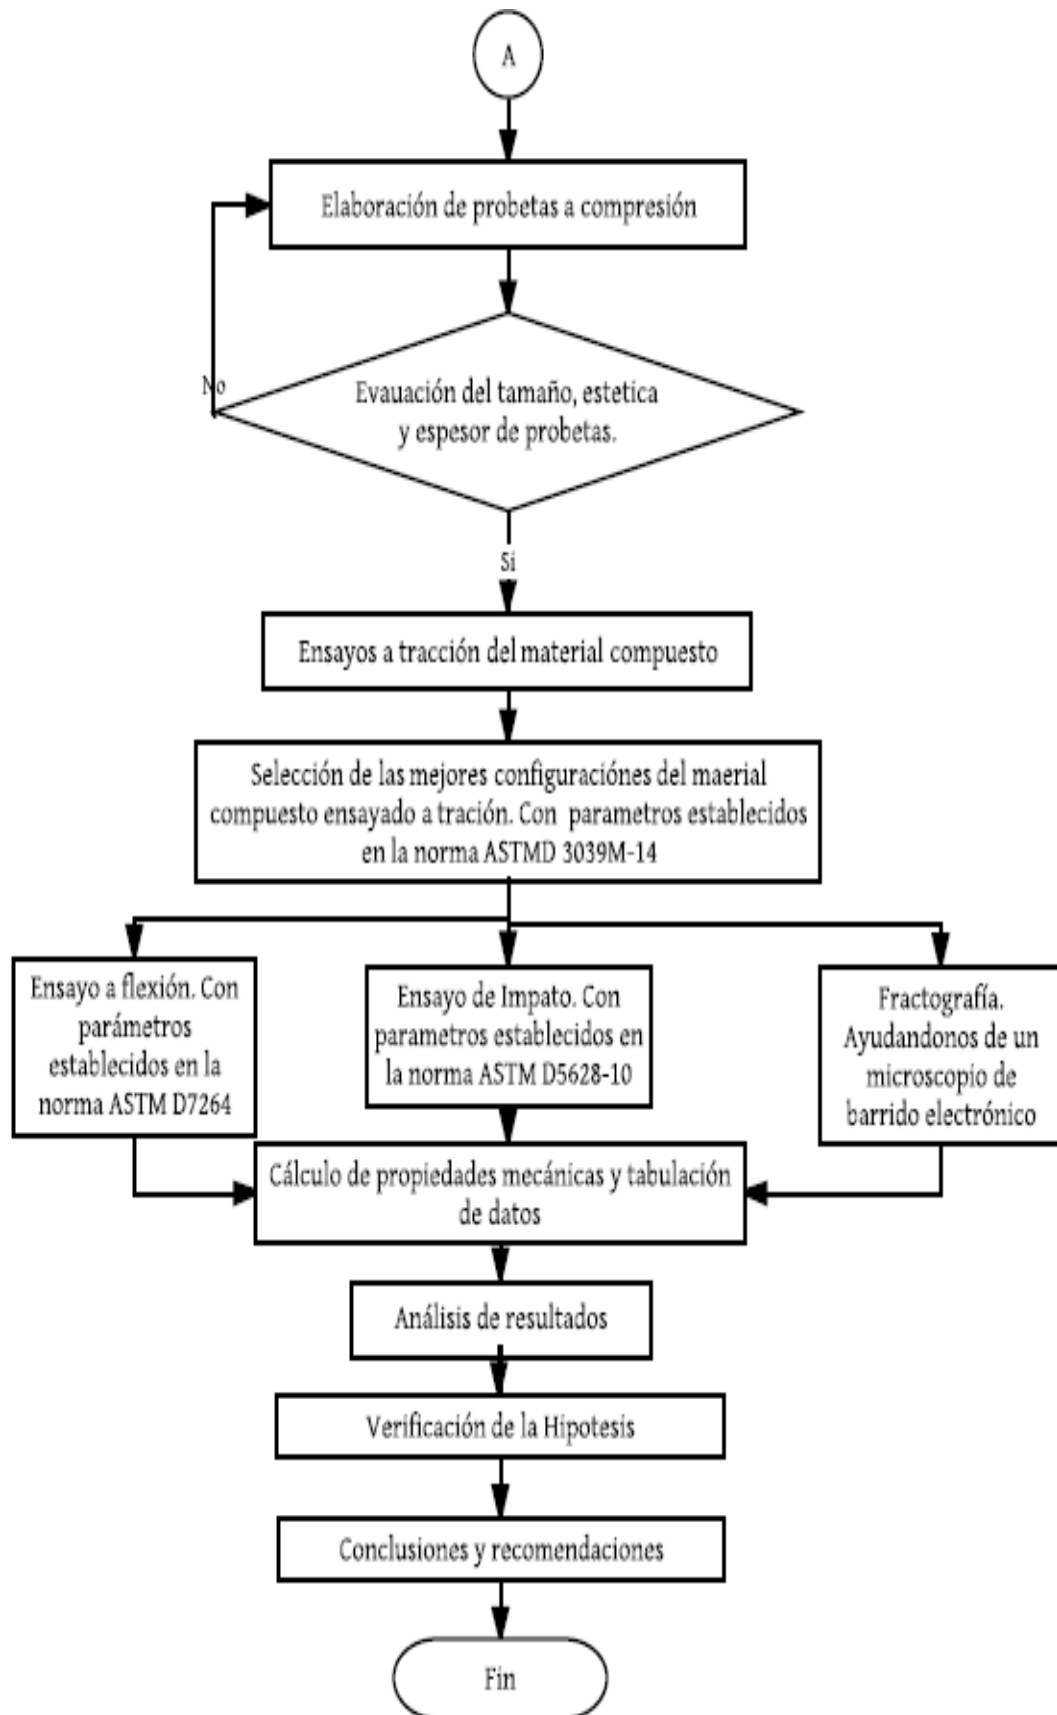 A
Elaboración de probetas a compresión
No
Evauación del tamaño, estetica
y espesor de probetas.
Si
Ensayos a tracción del material compuesto
Selección de las mejores configuraciónes del maerial
compuesto ensayado a tración. Con parametros establecidos
en la norma ASTMD 3039M-14
Ensayo a flexión. Con
parámetros
establecidos en la
norma ASTM D7264
Ensayo de Impato. Con
parametros establecidos en
la norma ASTM D5628-10
Fractografía.
Ayudandonos de un
microscopio de
barrido electrónico
Cálculo de propiedades mecánicas y tabulación
de datos
Análisis de resultados
Verificación de la Hipotesis
Conclusiones y recomendaciones
Fin